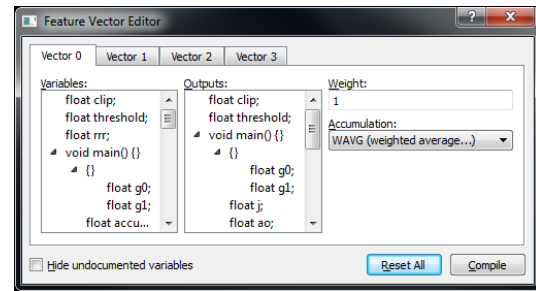 Feature Vector Editor
?
x
Vector 0 Vector 1 Vector 2 Vector 3
Variables:
float clip;
float threshold;
float rrr;
void main() {}
{}
float g0;
float g1;
float accu...
Outputs:
float clip;
float threshold;
void main() {}
{}
float g0;
float g1;
float j;
float ao;
Weight:
1
Accumulation:
WAVG (weighted average...)
Hide undocumented variables
Reset All
Compile